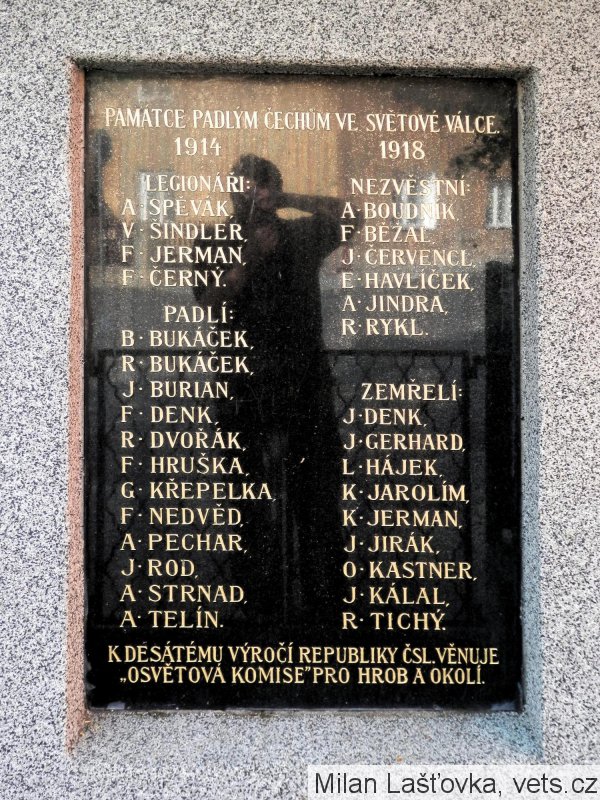 PAMÁTCE PADLÝM ČECHŮM VE SVĚTOVÉ VÁLCE.
1914 1918
LEGIONÁŘI:
A·SPĚVÁK,
V·ŠINDLER,
F·JERMAN,
F·ČERNÝ.
PADLÍ:
B·BUKÁČEK,
R·BUKÁČEK,
J·BURIAN,
F·DENK,
R·DVOŘÁK,
F·HRUŠKA,
G·KŘEPELKA,
F·NEDVĚD,
A·PECHAR,
J·ROD,
A·STRNAD,
A·TELÍN.
NEZVĚSTNÍ:
A·BOUDNÍK,
F·BĚŽAL,
J·ČERVENCL,
E·HAVLÍČEK,
A·JINDRA,
R·RYKL.
ZEMŘELÍ:
J·DENK,
J·GERHARD,
L·HÁJEK,
K·JAROLÍM,
K·JERMAN,
J·JIRÁK,
O·KASTNER,
J·KÁLAL,
R·TICHÝ.
K DESÁTÉMU VÝROČÍ REPUBLIKY ČSL. VĚNUJE
„OSVĚTOVÁ KOMISE" PRO HROB A OKOLÍ.
Milan Lašťovka, vets.cz